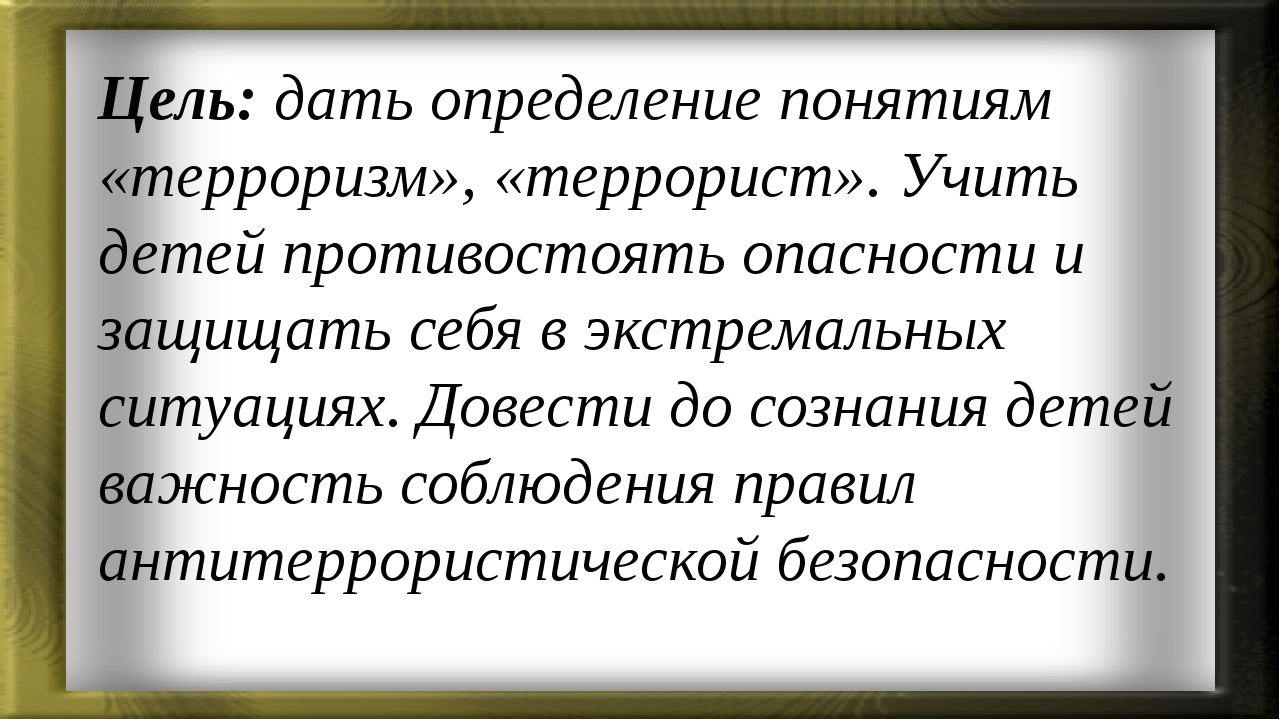 Цель: дать определение понятиям
«терроризм», «террорист». Учить
детей противостоять опасности и
защищать себя в экстремальных
ситуациях. Довести до сознания детей
важность соблюдения правил
антитеррористической безопасности.